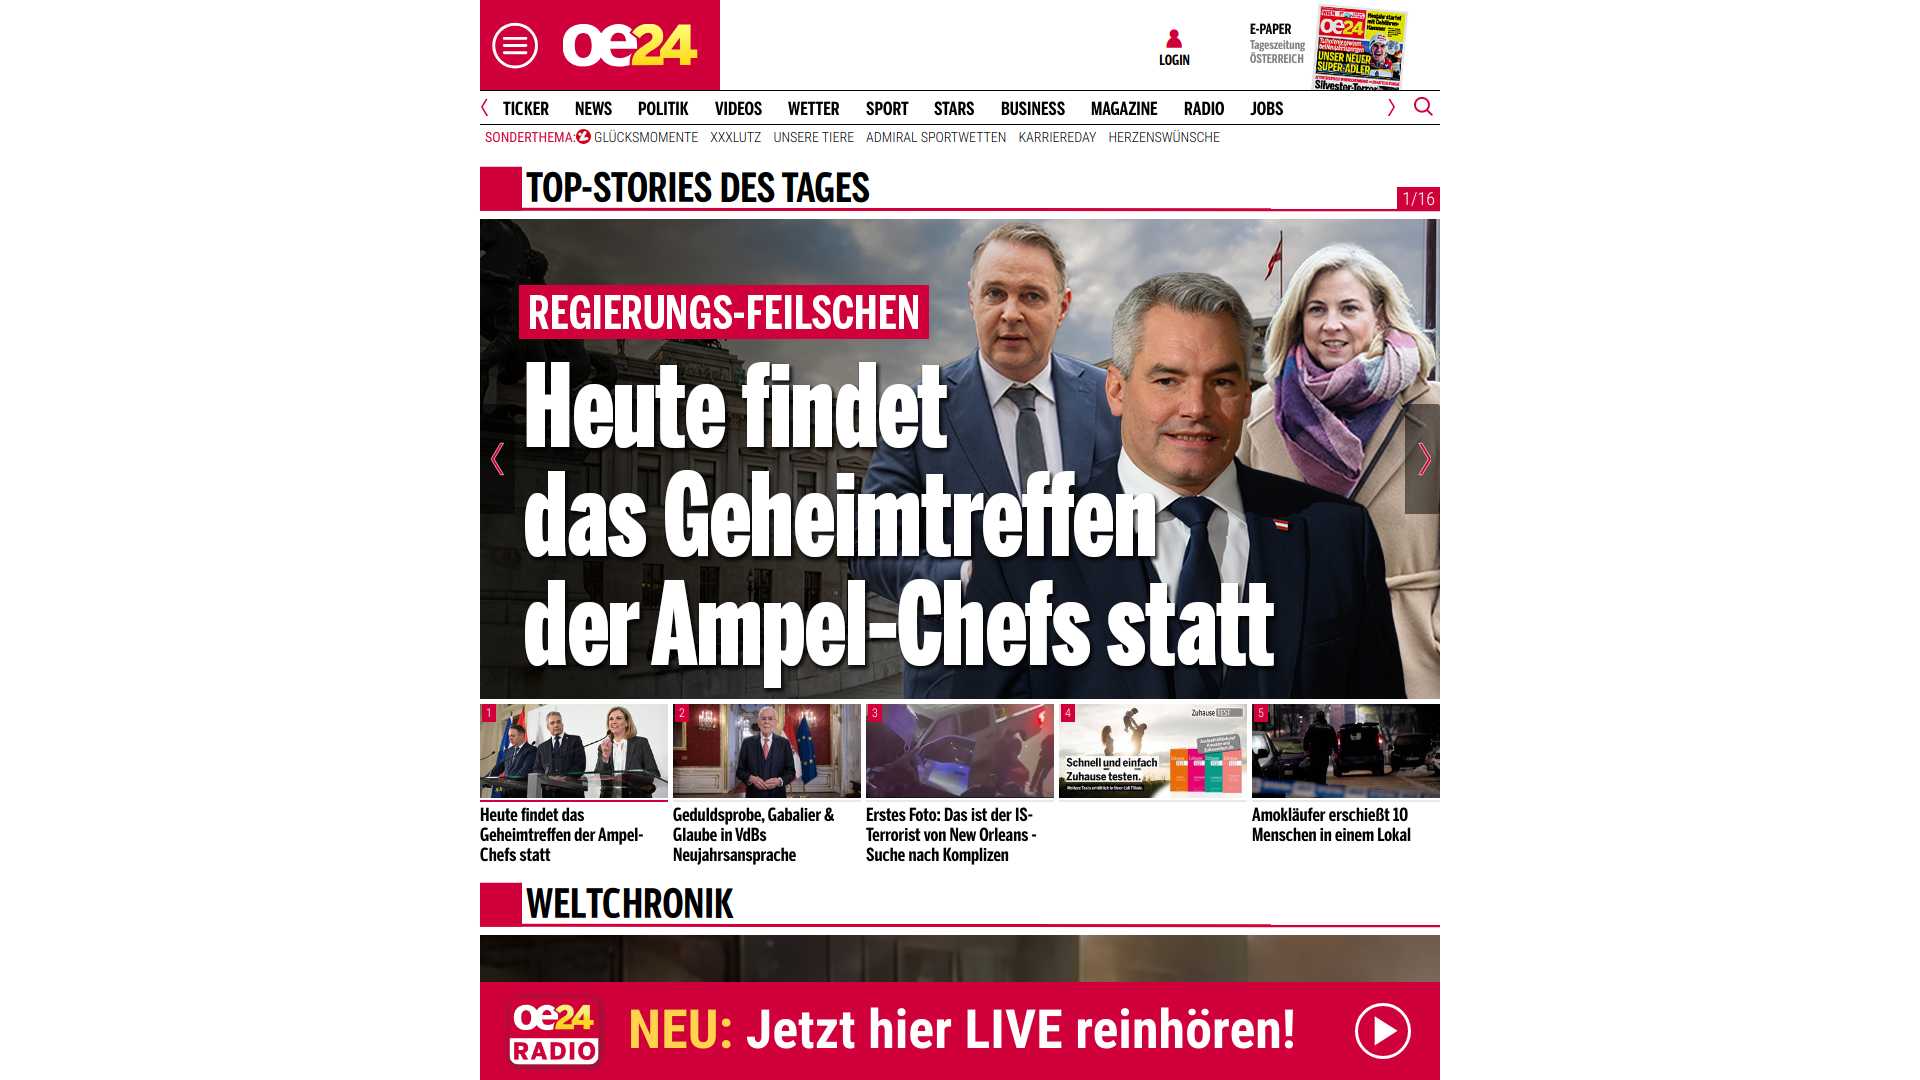 oe24
LOGIN
E-PAPER
Tageszeitung
ÖSTERREICH
oe24
UNSER NEUER
SUPER-ADLER
TICKER NEWS POLITIK VIDEOS WETTER SPORT STARS BUSINESS MAGAZINE RADIO JOBS
SONDERTHEMA: GLÜCKSMOMENTE XXXLUTZ UNSERE TIERE ADMIRAL SPORTWETTEN KARRIEREDAY HERZENSWÜNSCHE
TOP-STORIES DES TAGES
1/16
REGIERUNGS-FEILSCHEN
Heute findet
das Geheimtreffen
der Ampel-Chefs statt
1
2
3
4
5
Zuhause TEST
Schnell und einfach
Zuhause testen.
Heute findet das
Geheimtreffen der Ampel-
Chefs statt
Geduldsprobe, Gabalier &
Glaube in VdBs
Neujahrsansprache
Erstes Foto: Das ist der IS-
Terrorist von New Orleans -
Suche nach Komplizen
Amokläufer erschießt 10
Menschen in einem Lokal
WELTCHRONIK
oe24
RADIO
NEU: Jetzt hier LIVE reinhören!